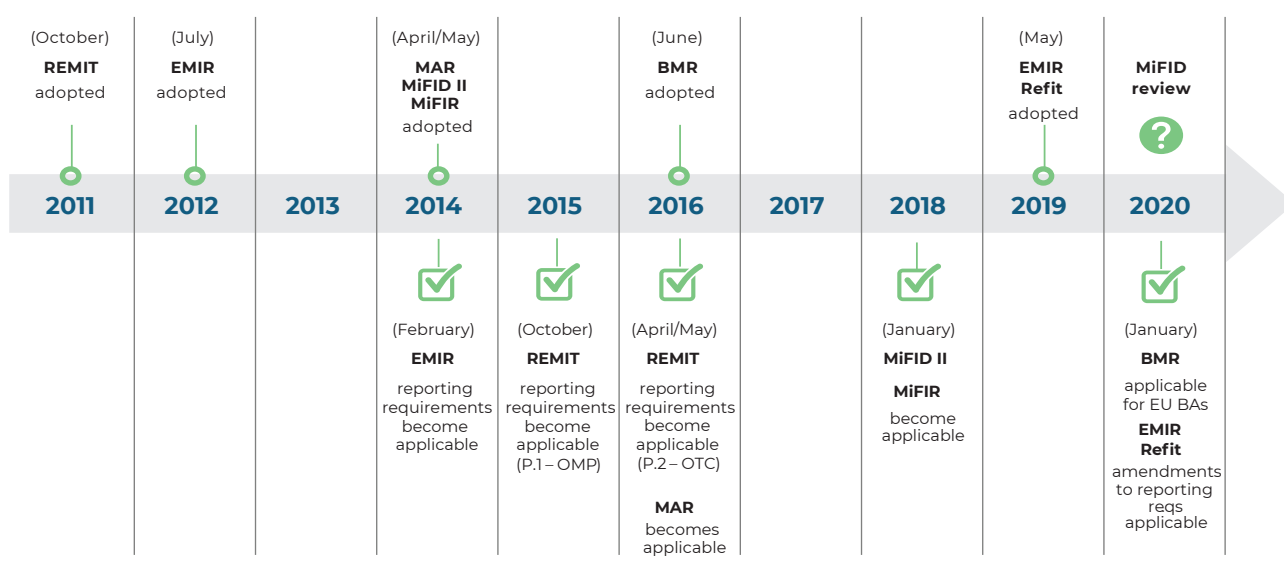 (October)
REMIT
adopted
(July)
EMIR
adopted
(April/May)
MAR
MiFID II
MiFIR
adopted
(June)
BMR
adopted
(May)
EMIR
Refit
adopted
MiFID
review
?
2011
2012
2013
2014
2015
2016
2017
2018
2019
2020
(February)
EMIR
reporting
requirements
become
applicable
(October)
REMIT
reporting
requirements
become
applicable
(P.1 – OMP)
(April/May)
REMIT
reporting
requirements
become
applicable
(P.2 – OTC)
MAR
becomes
applicable
(January)
MiFID II
MiFIR
become
applicable
(January)
BMR
applicable
for EU BAs
EMIR
Refit
amendments
to reporting
reqs
applicable